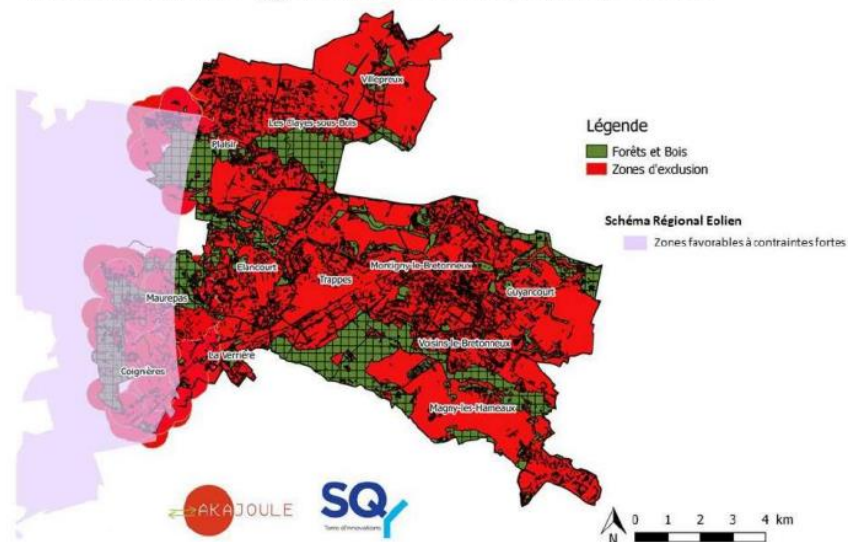 Villepreux
Les Clayes-sous-Bois
Plaisir
Légende
Forêts et Bois
Zones d'exclusion
Schéma Régional Eolien
Zones favorables à contraintes fortes
Elancourt
Montigny-le-Bretonneux
Trappes
Guyancourt
Maurepas
La Verrière
Voisins-le-Bretonneux
Coignières
Magny-les-Hameaux
AKAJOULE
SQY
Terre d'innovations
N
0 1 2 3 4 km